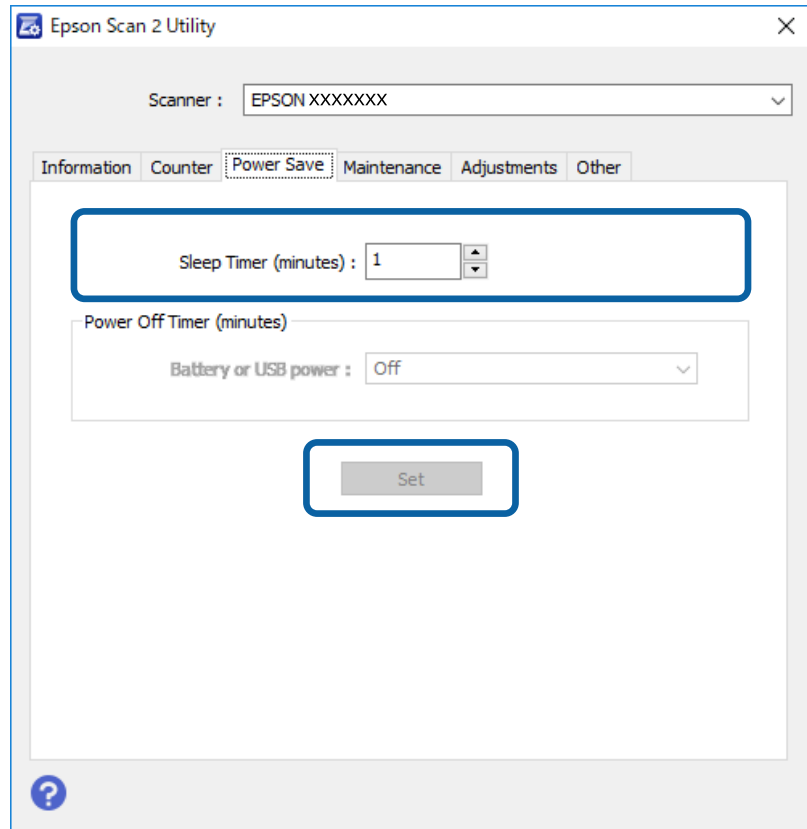 Epson Scan 2 Utility
Scanner : EPSON XXXXXXX
Information Counter Power Save Maintenance Adjustments Other
Sleep Timer (minutes) : 1
Power Off Timer (minutes)
Battery or USB power : Off
Set
?